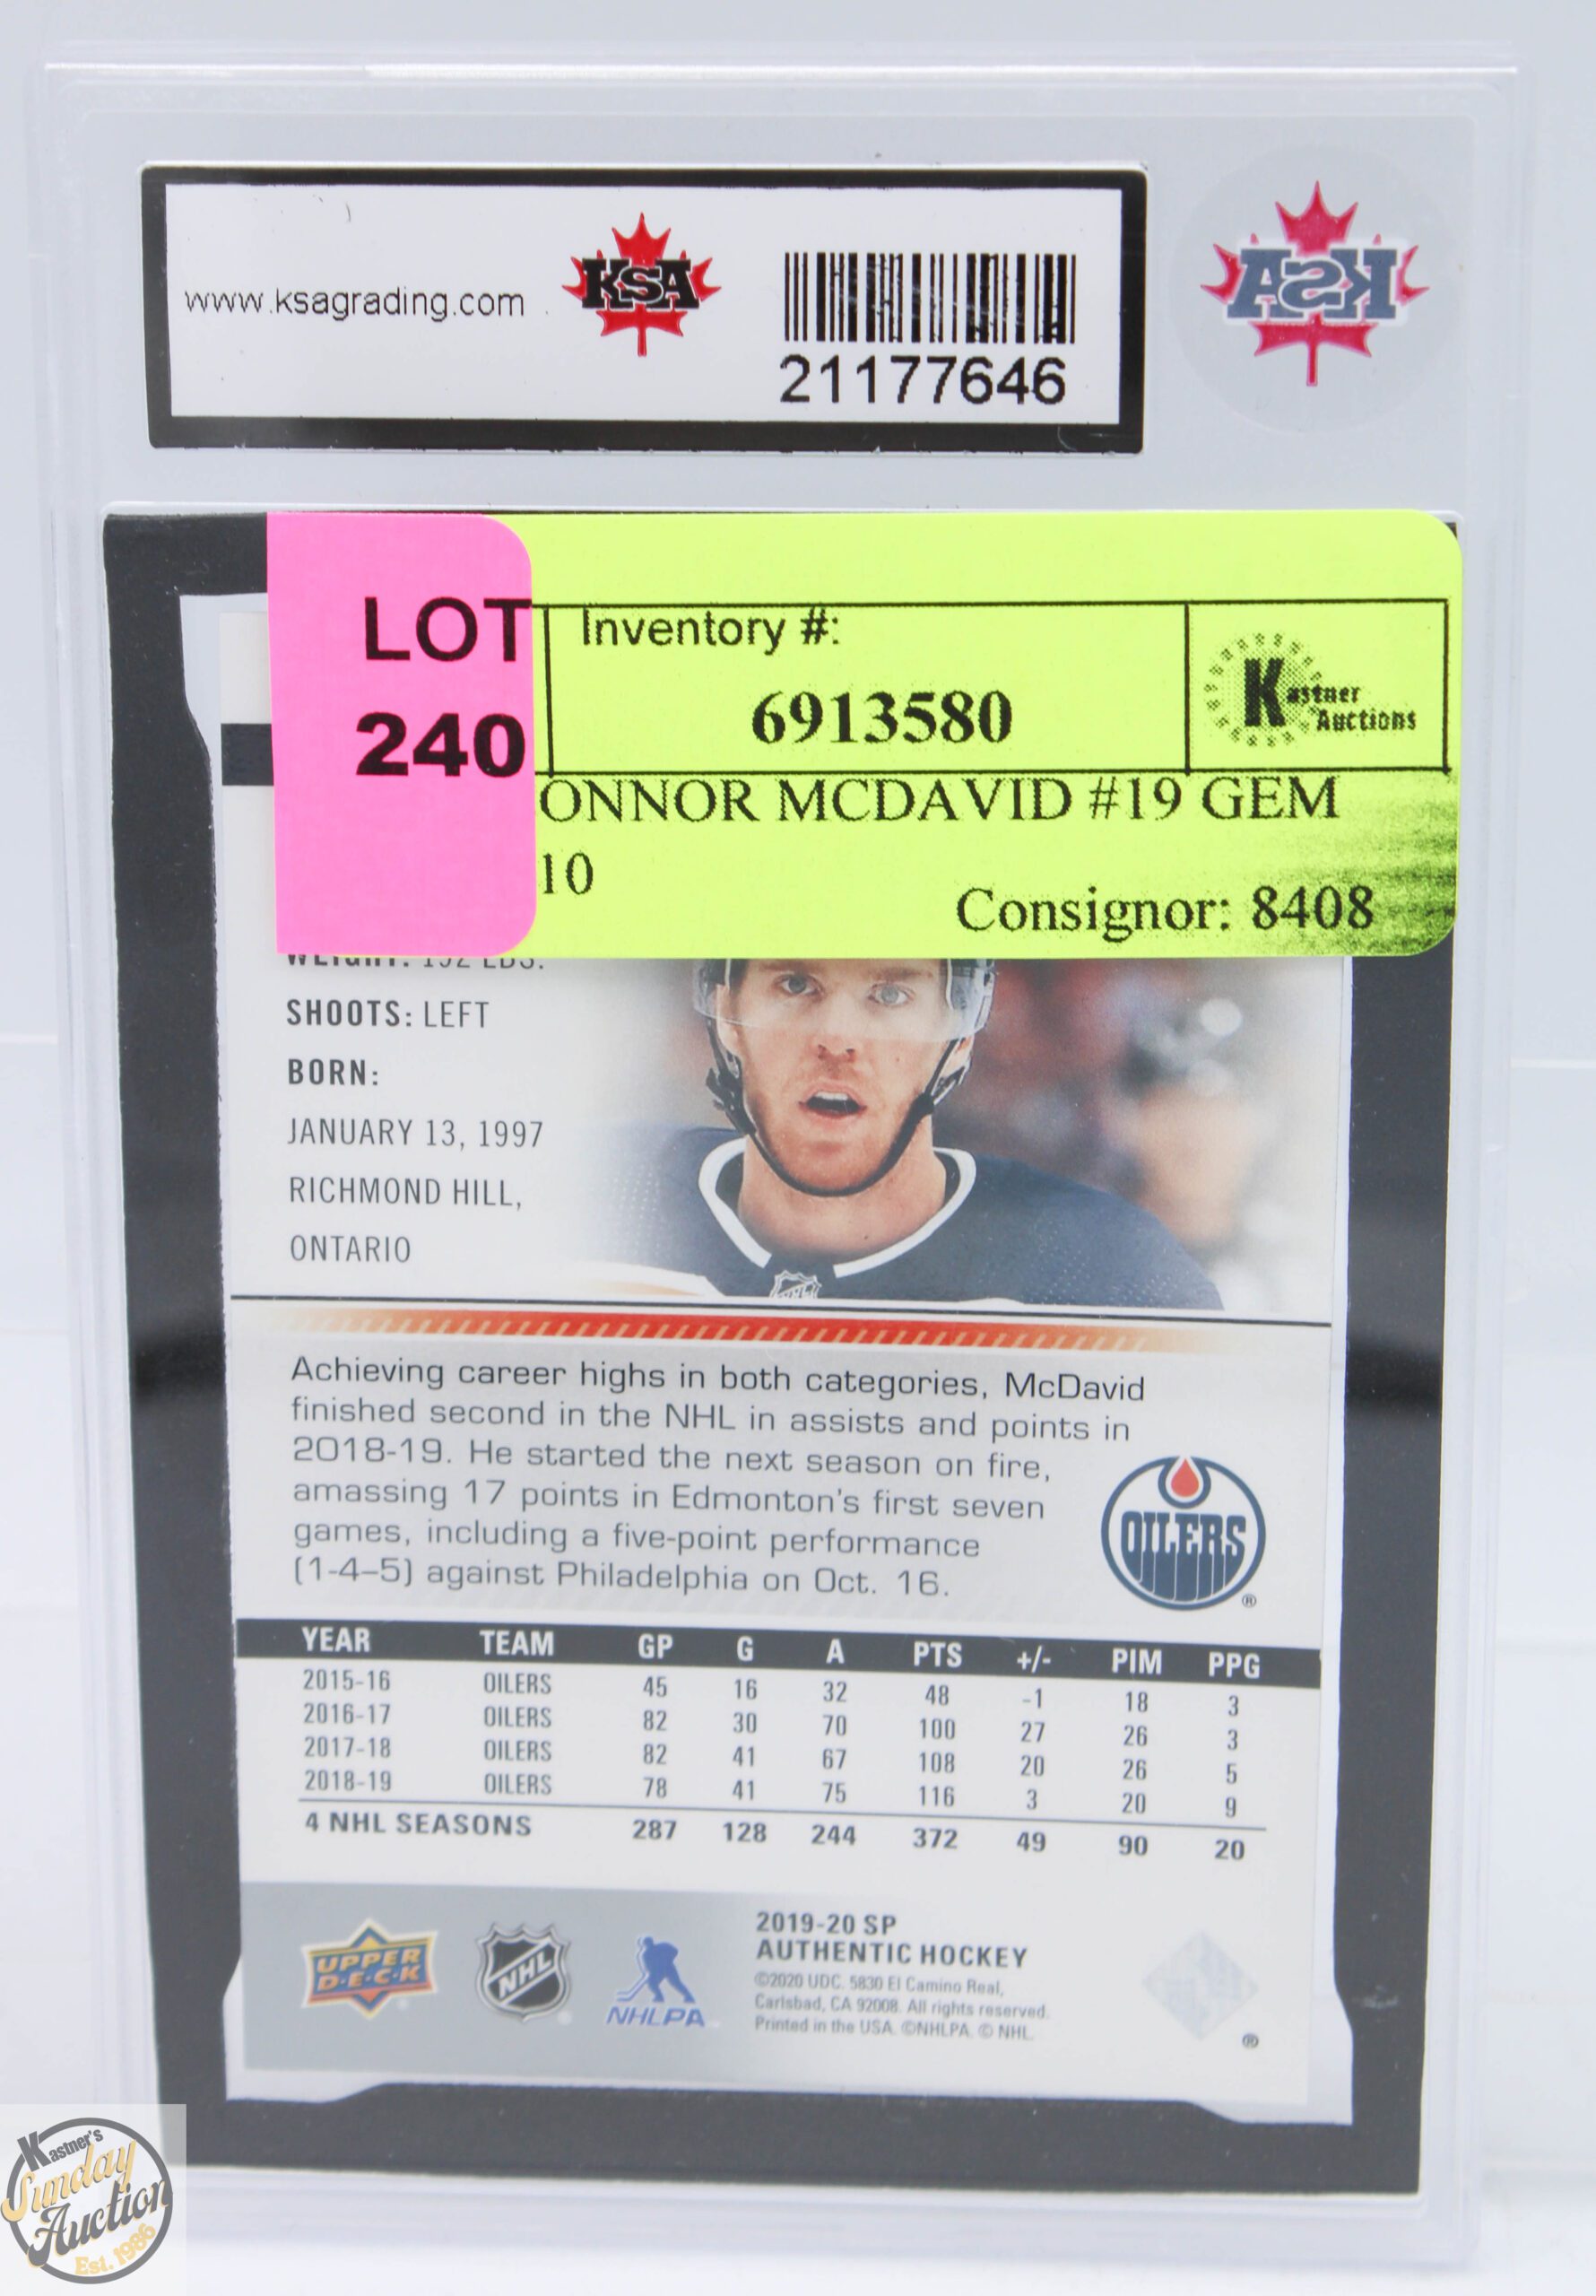 www.ksagrading.com
KSA
21177646
KSA
LOT
240
Inventory #:
6913580
Kastner
Auctions
ONNOR MCDAVID #19 GEM
10
Consignor: 8408
WEIGHT: 192 LBS.
SHOOTS: LEFT
BORN:
JANUARY 13, 1997
RICHMOND HILL,
ONTARIO
NHL
Achieving career highs in both categories, McDavid
finished second in the NHL in assists and points in
2018-19. He started the next season on fire,
amassing 17 points in Edmonton's first seven
games, including a five-point performance
(1-4–5) against Philadelphia on Oct. 16.
OILERS
®
YEAR TEAM GP G A PTS +/- PIM PPG
2015-16 OILERS 45 16 32 48 -1 18 3
2016-17 OILERS 82 30 70 100 27 26 3
2017-18 OILERS 82 41 67 108 20 26 5
2018-19 OILERS 78 41 75 116 3 20 9
4 NHL SEASONS 287 128 244 372 49 90 20
UPPER
D·E·C·K
NHL
NHLPA
2019-20 SP
AUTHENTIC HOCKEY
©2020 UDC. 5830 El Camino Real,
Carlsbad, CA 92008. All rights reserved.
Printed in the USA. ©NHLPA. © NHL.
®
Kastner's
Sunday
Auction
Est. 1986